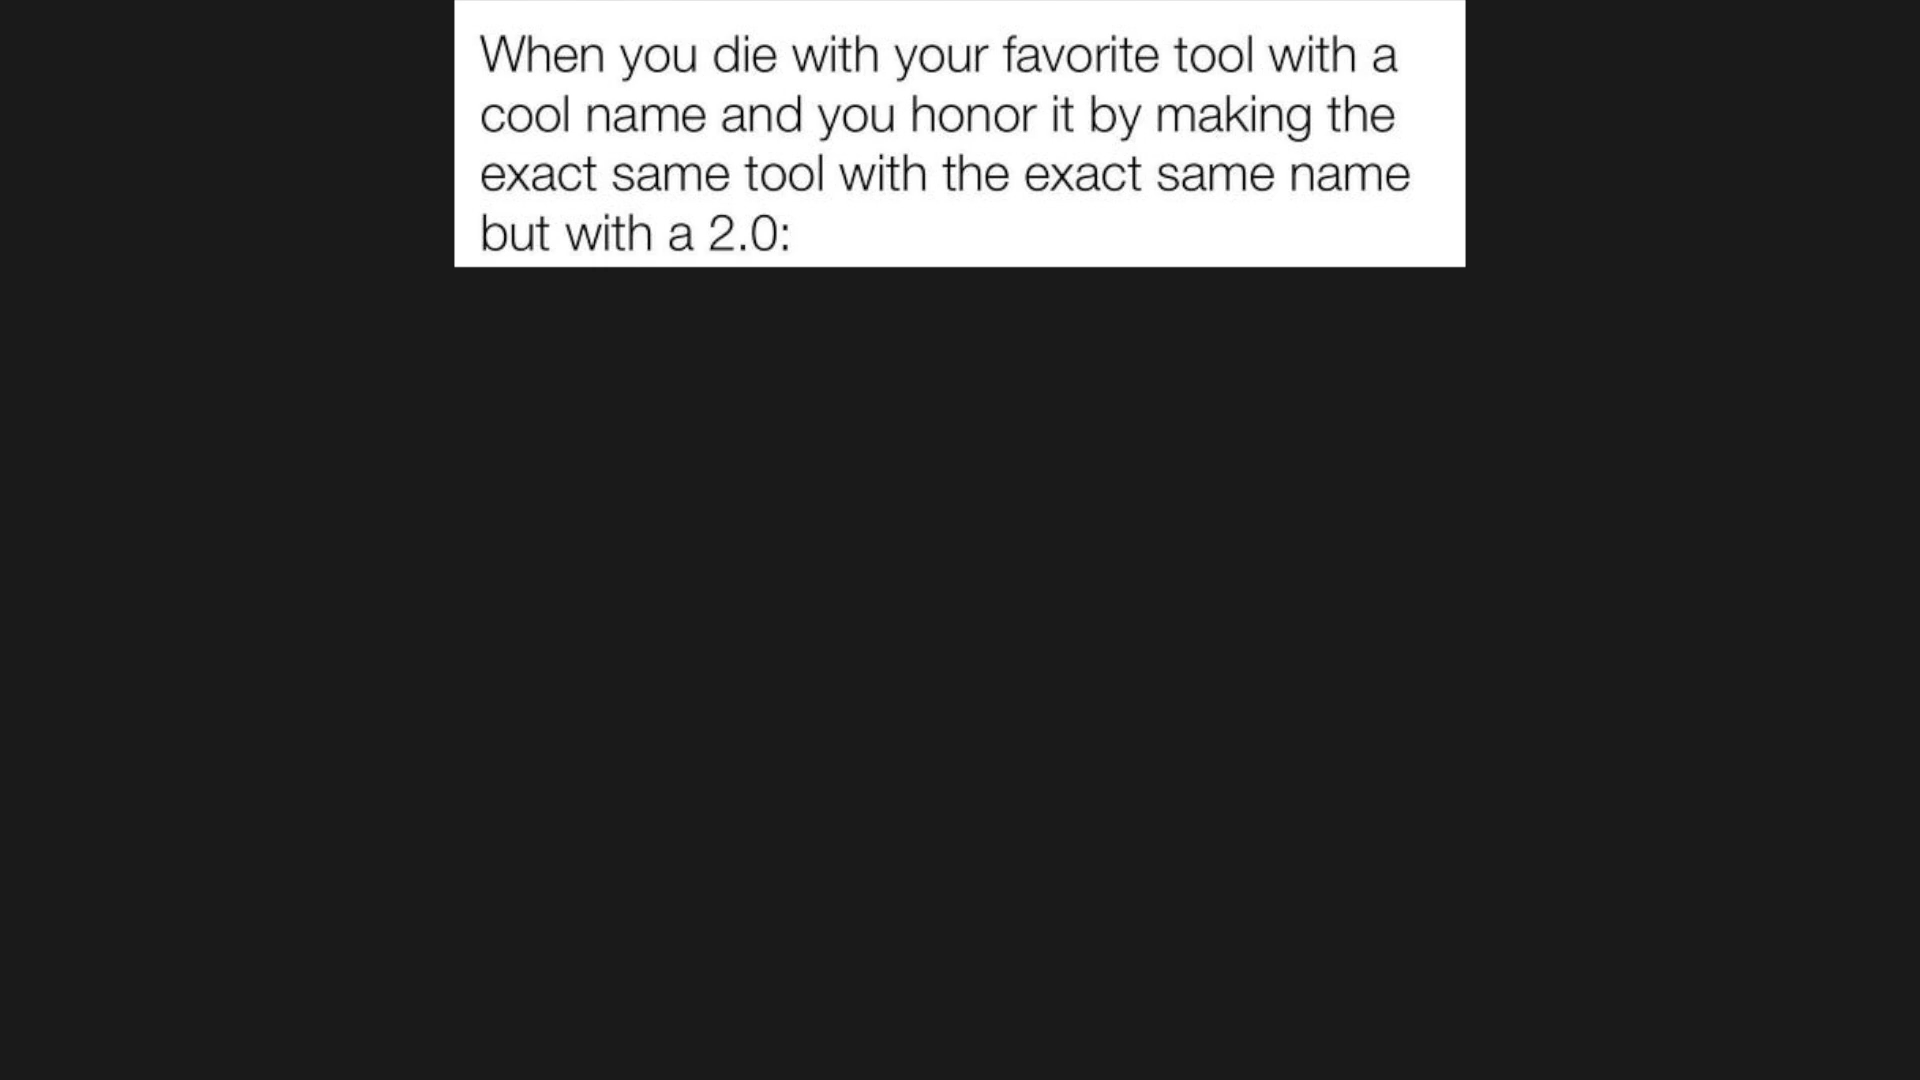 When you die with your favorite tool with a
cool name and you honor it by making the
exact same tool with the exact same name
but with a 2.0: